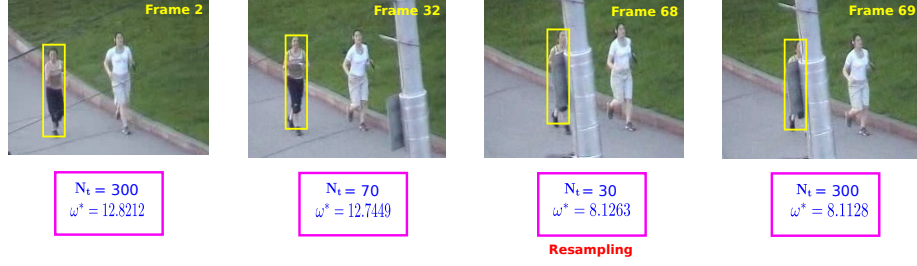 Frame 2
Frame 32
Frame 68
Frame 69
Nₜ = 300
ω* = 12.8212
Nₜ = 70
ω* = 12.7449
Nₜ = 30
ω* = 8.1263
Nₜ = 300
ω* = 8.1128
Resampling